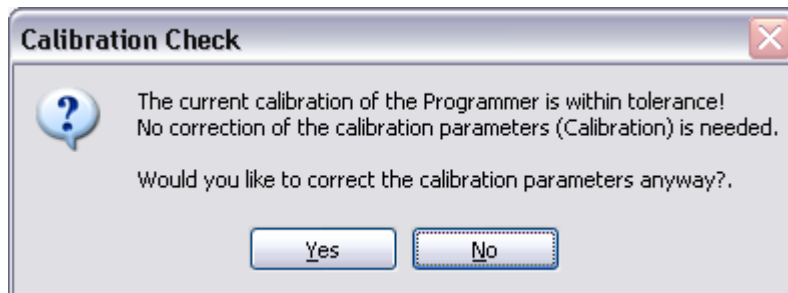 Calibration Check
The current calibration of the Programmer is within tolerance!
No correction of the calibration parameters (Calibration) is needed.
Would you like to correct the calibration parameters anyway?.
Yes No